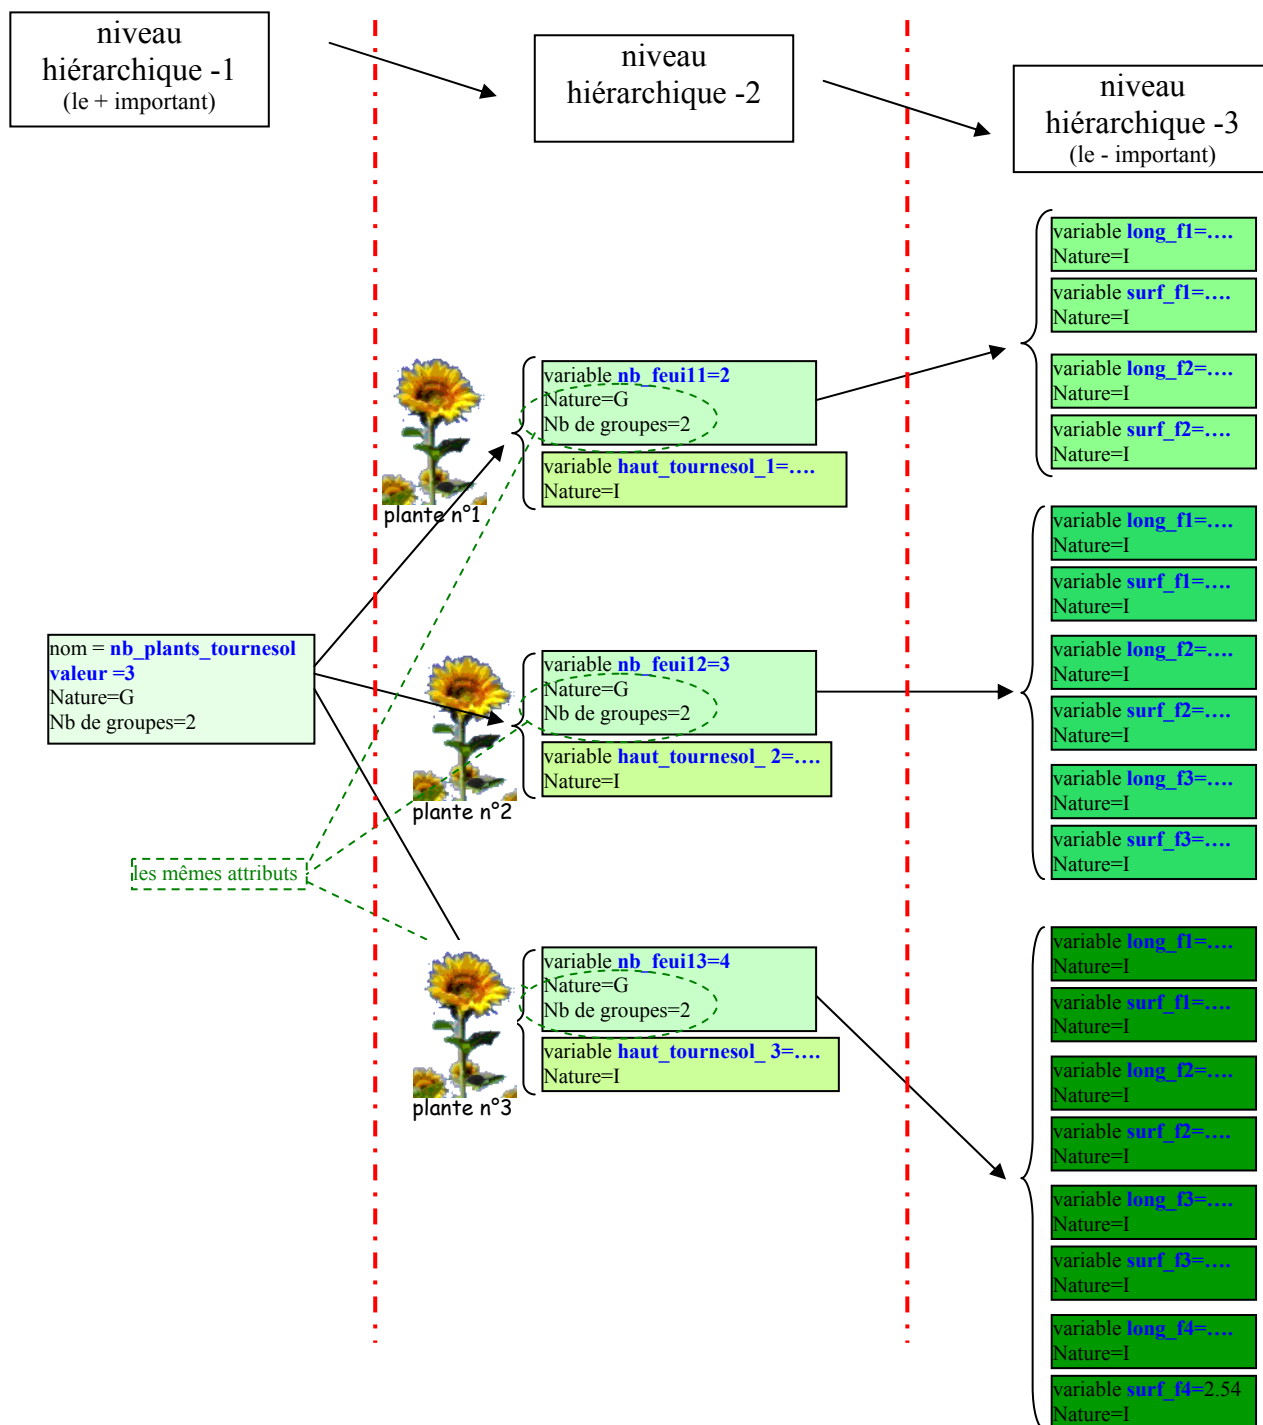 niveau
hiérarchique -1
(le + important)
niveau
hiérarchique -2
niveau
hiérarchique -3
(le - important)
nom = nb_plants_tournesol
valeur =3
Nature=G
Nb de groupes=2
les mêmes attributs
plante n°1
variable nb_feui11=2
Nature=G
Nb de groupes=2
variable haut_tournesol_1=....
Nature=I
plante n°2
variable nb_feui12=3
Nature=G
Nb de groupes=2
variable haut_tournesol_ 2=....
Nature=I
plante n°3
variable nb_feui13=4
Nature=G
Nb de groupes=2
variable haut_tournesol_ 3=....
Nature=I
variable long_f1=....
Nature=I
variable surf_f1=....
Nature=I
variable long_f2=....
Nature=I
variable surf_f2=....
Nature=I
variable long_f1=....
Nature=I
variable surf_f1=....
Nature=I
variable long_f2=....
Nature=I
variable surf_f2=....
Nature=I
variable long_f3=....
Nature=I
variable surf_f3=....
Nature=I
variable long_f1=....
Nature=I
variable surf_f1=....
Nature=I
variable long_f2=....
Nature=I
variable surf_f2=....
Nature=I
variable long_f3=....
Nature=I
variable surf_f3=....
Nature=I
variable long_f4=....
Nature=I
variable surf_f4=2.54
Nature=I